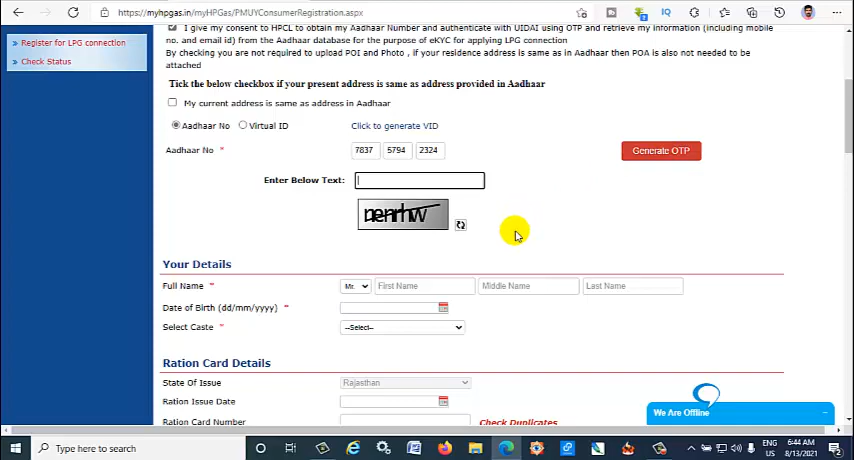 https://myhpgas.in/myHPGas/PMUYConsumerRegistration.aspx
» Register for LPG connection
» Check Status
I give my consent to HPCL to obtain my Aadhaar Number and authenticate with UIDAI using OTP and retrieve my information (including mobile
no. and email id) from the Aadhaar database for the purpose of eKYC for applying LPG connection
By checking you are not required to upload POI and Photo , if your residence address is same as in Aadhaar then POA is also not needed to be
attached
Tick the below checkbox if your present address is same as address provided in Aadhaar
My current address is same as address in Aadhaar
Aadhaar No Virtual ID Click to generate VID
Aadhaar No * 7837 5794 2324 Generate OTP
Enter Below Text:
Your Details
Full Name * Mr. First Name Middle Name Last Name
Date of Birth (dd/mm/yyyy) *
Select Caste * --Select--
Ration Card Details
State Of Issue Rajasthan
Ration Issue Date
Ration Card Number Check Duplicates
We Are Offline
Type here to search
ENG 6:44 AM
US 8/13/2021
2